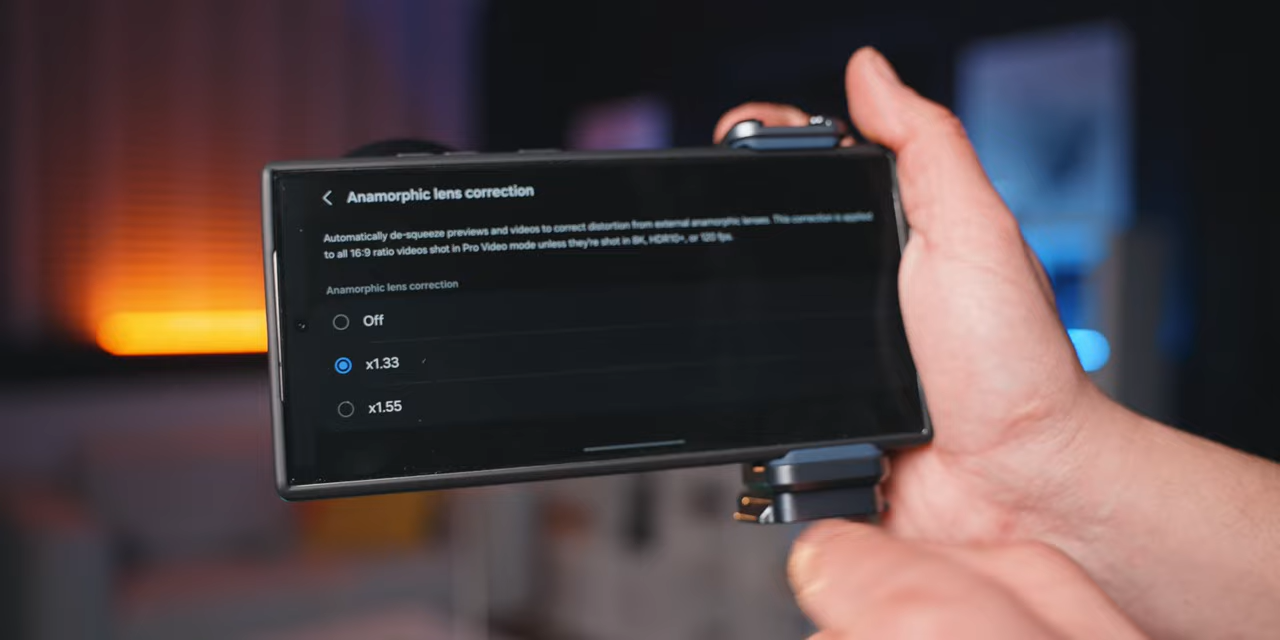 Anamorphic lens correction
Automatically de-squeeze previews and videos to correct distortion from external anamorphic lenses. This correction is applied
to all 16:9 ratio videos shot in Pro Video mode unless they're shot in 8K, HDR10+, or 120 fps.
Anamorphic lens correction
Off
x1.33
x1.55